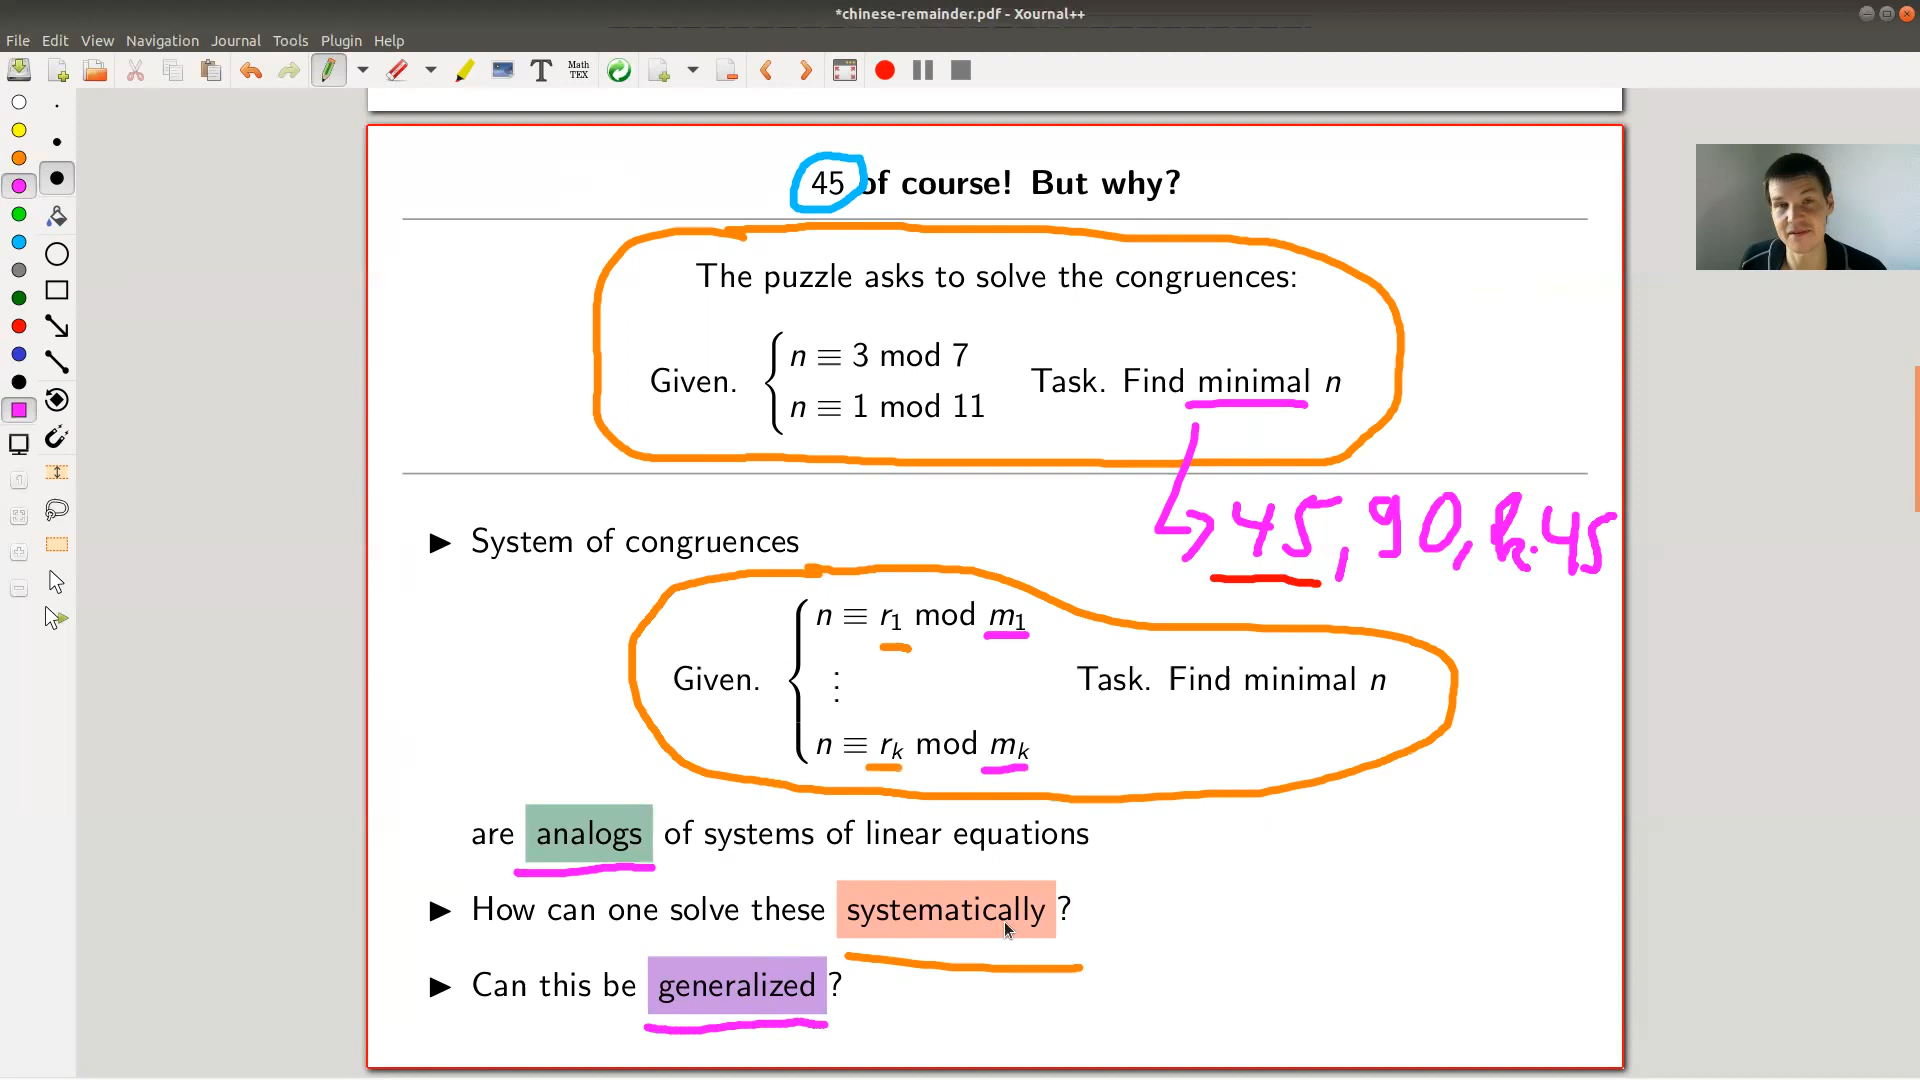 *chinese-remainder.pdf - Xournal++
File Edit View Navigation Journal Tools Plugin Help
Math TEX
45 of course! But why?
The puzzle asks to solve the congruences:
Given. { n ≡ 3 mod 7
n ≡ 1 mod 11
Task. Find minimal n
45, 90, k·45
▶ System of congruences
Given. { n ≡ r₁ mod m₁
⋮
n ≡ rₖ mod mₖ
Task. Find minimal n
are analogs of systems of linear equations
▶ How can one solve these systematically ?
▶ Can this be generalized ?